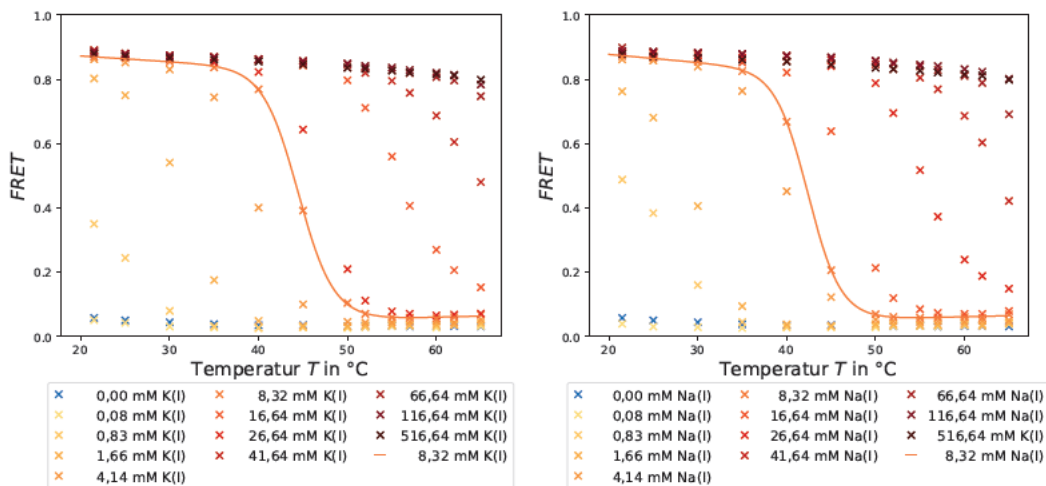 1.0
0.8
0.6
0.4
0.2
0.0
FRET
20 30 40 50 60
Temperatur T in °C
0,00 mM K(I)
0,08 mM K(I)
0,83 mM K(I)
1,66 mM K(I)
4,14 mM K(I)
8,32 mM K(I)
16,64 mM K(I)
26,64 mM K(I)
41,64 mM K(I)
66,64 mM K(I)
116,64 mM K(I)
516,64 mM K(I)
8,32 mM K(I)
1.0
0.8
0.6
0.4
0.2
0.0
FRET
20 30 40 50 60
Temperatur T in °C
0,00 mM Na(I)
0,08 mM Na(I)
0,83 mM Na(I)
1,66 mM Na(I)
4,14 mM Na(I)
8,32 mM Na(I)
16,64 mM Na(I)
26,64 mM Na(I)
41,64 mM Na(I)
66,64 mM Na(I)
116,64 mM Na(I)
516,64 mM K(I)
8,32 mM Na(I)